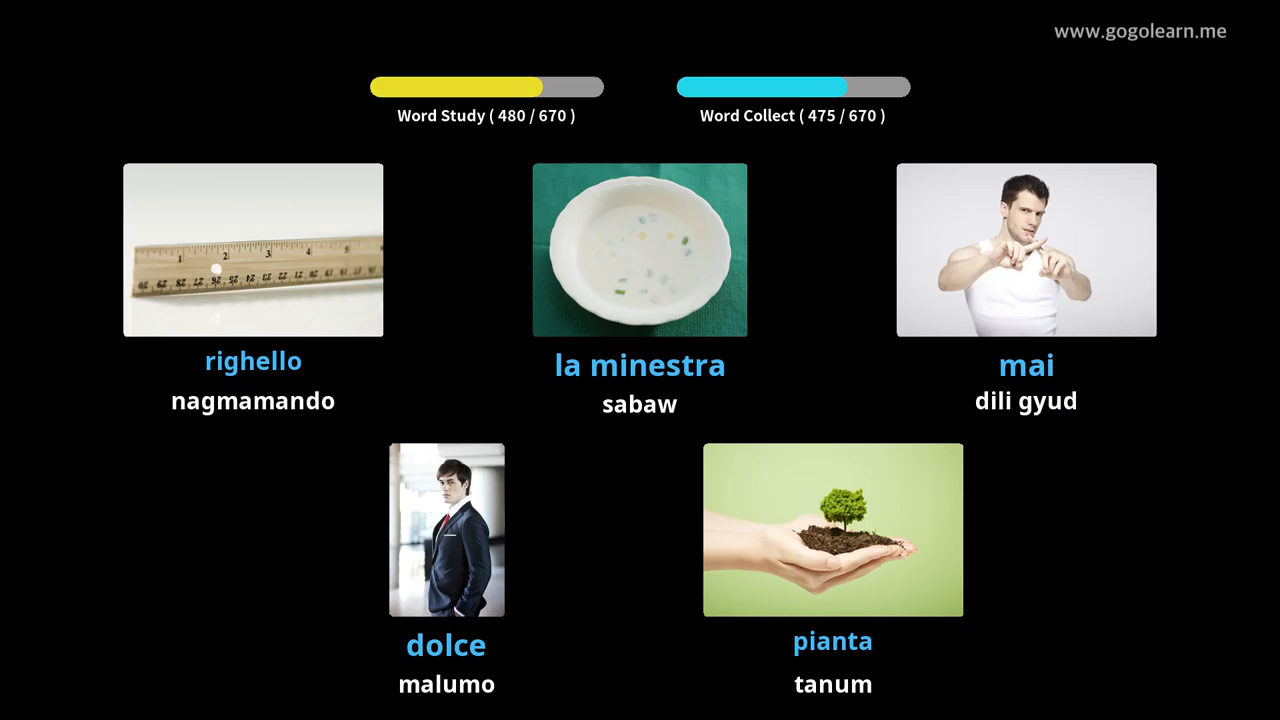 www.gogolearn.me
Word Study ( 480 / 670 )
Word Collect ( 475 / 670 )
righello
nagmamando
la minestra
sabaw
mai
dili gyud
dolce
malumo
pianta
tanum